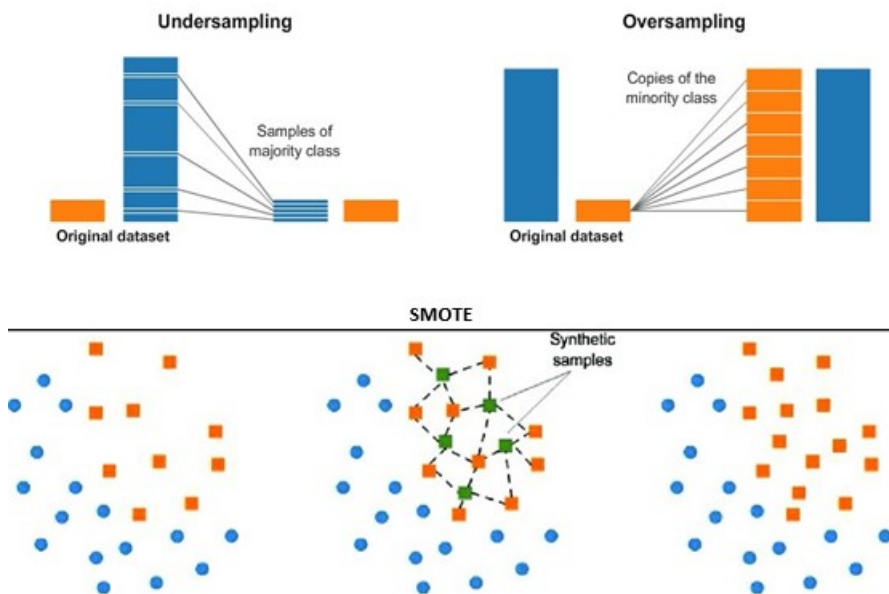 Undersampling
Samples of
majority class
Original dataset
Oversampling
Copies of the
minority class
Original dataset
SMOTE
Synthetic
samples